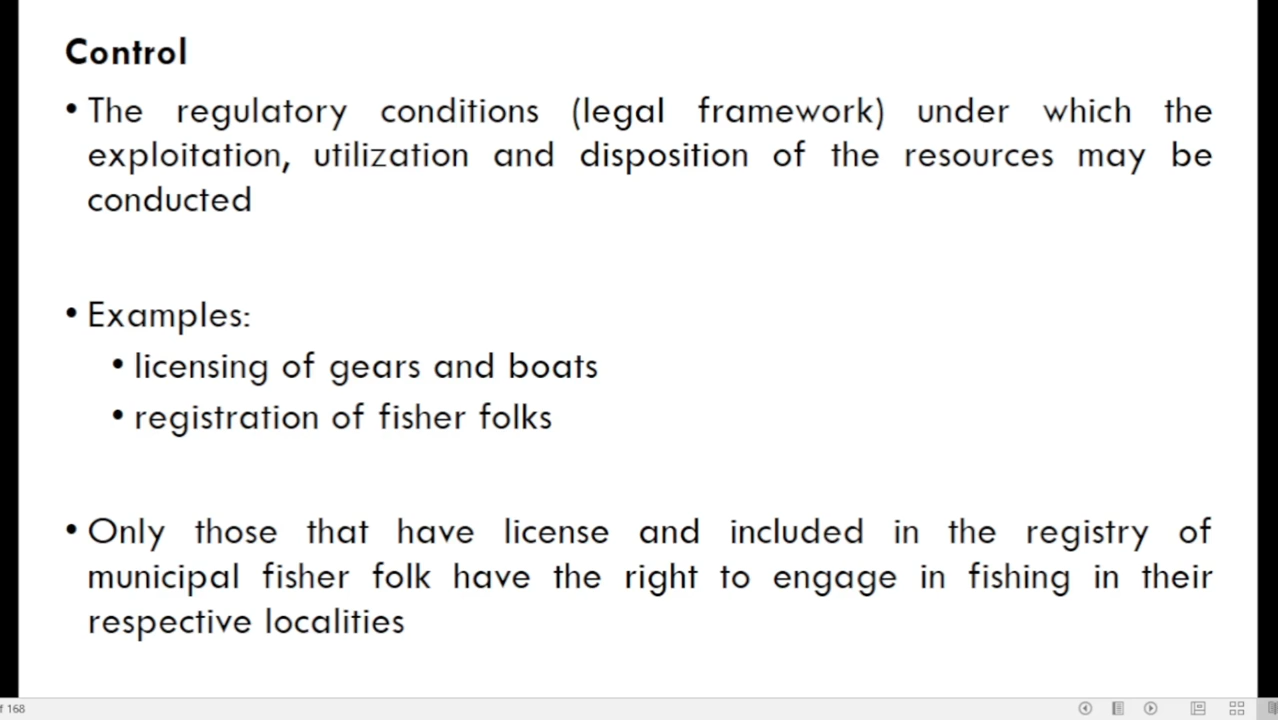 Control
• The regulatory conditions (legal framework) under which the
exploitation, utilization and disposition of the resources may be
conducted
• Examples:
• licensing of gears and boats
• registration of fisher folks
• Only those that have license and included in the registry of
municipal fisher folk have the right to engage in fishing in their
respective localities
f 168